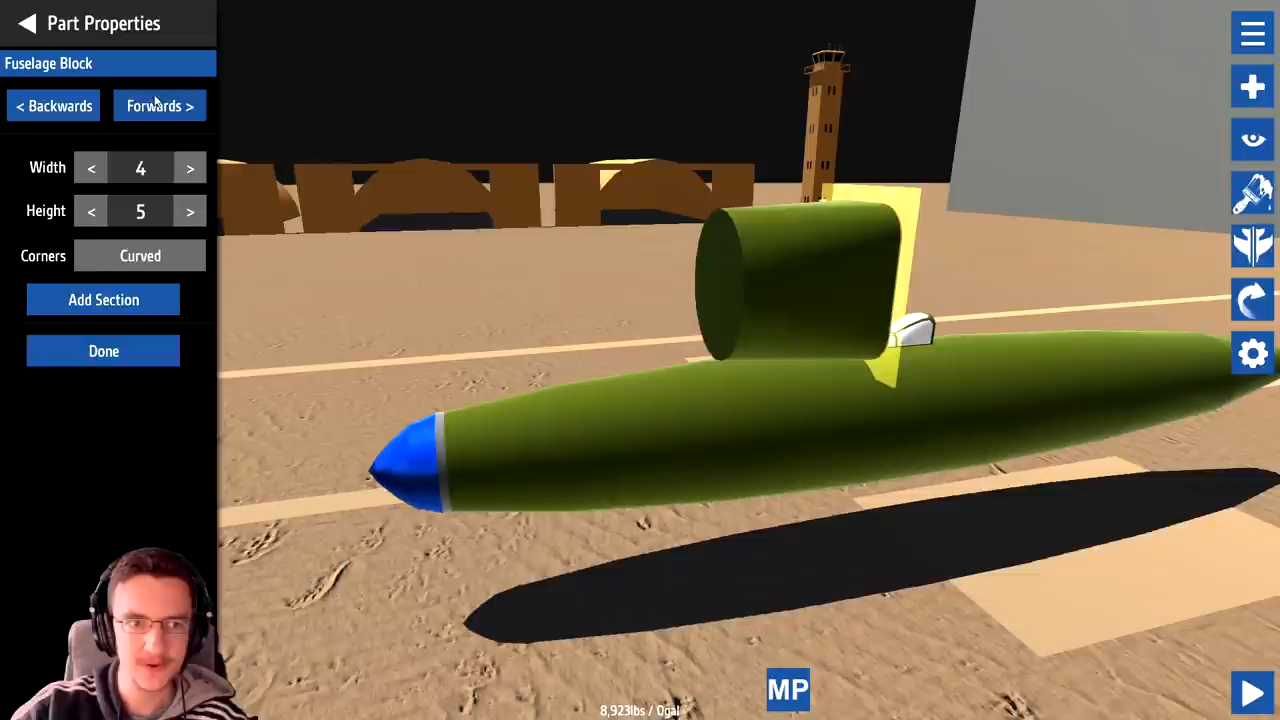 Part Properties
Fuselage Block
< Backwards
Forwards >
Width < 4 >
Height < 5 >
Corners Curved
Add Section
Done
MP
8,923lbs / 0gal